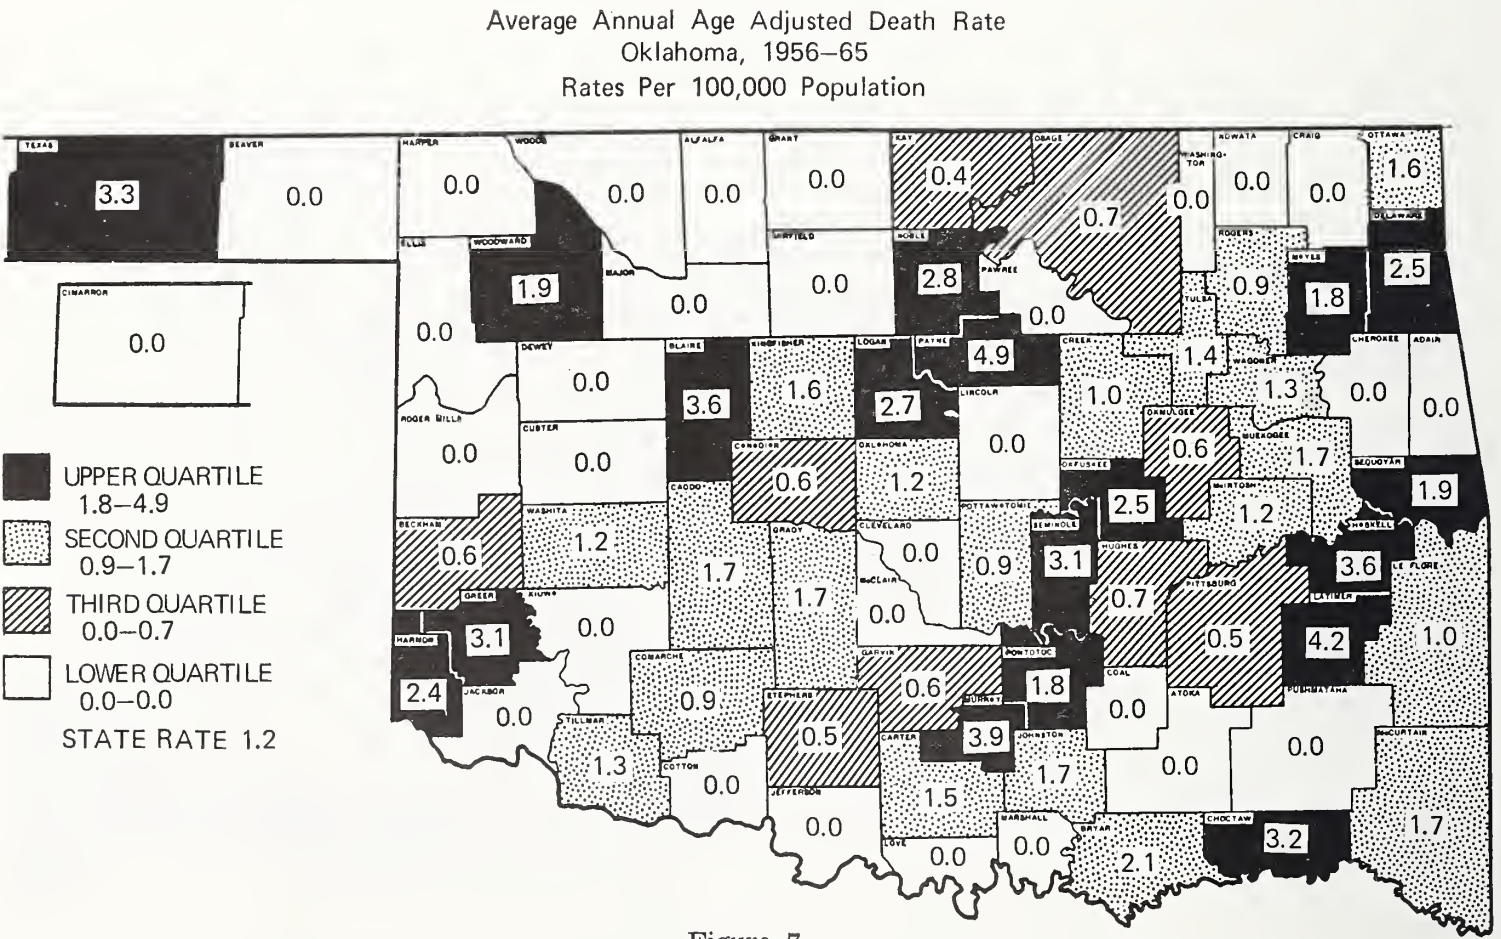 Average Annual Age Adjusted Death Rate
Oklahoma, 1956–65
Rates Per 100,000 Population
TEXAS
3.3
BEAVER
0.0
HARPER
0.0
WOODS
0.0
ALFALFA
0.0
GRANT
0.0
KAY
0.4
OSAGE
0.7
WASHING-
TON
0.0
NOWATA
0.0
CRAIG
0.0
OTTAWA
1.6
DELAWARE
2.5
CIMARRON
0.0
ELLIS
0.0
WOODWARD
1.9
MAJOR
0.0
GARFIELD
0.0
NOBLE
2.8
PAWNEE
0.0
TULSA
1.4
ROGERS
0.9
MAYES
1.8
DEWEY
0.0
BLAINE
3.6
KINGFISHER
1.6
LOGAN
2.7
PAYNE
4.9
CREEK
1.0
WAGONER
1.3
CHEROKEE
0.0
ADAIR
0.0
ROGER MILLS
0.0
CUSTER
0.0
CANADIAN
0.6
OKLAHOMA
1.2
LINCOLN
0.0
OKMULGEE
0.6
MUSKOGEE
1.7
SEQUOYAH
1.9
UPPER QUARTILE
1.8–4.9
SECOND QUARTILE
0.9–1.7
THIRD QUARTILE
0.0–0.7
LOWER QUARTILE
0.0–0.0
STATE RATE 1.2
BECKHAM
0.6
WASHITA
1.2
CADDO
1.7
GRADY
1.7
CLEVELAND
0.0
McCLAIN
0.0
POTTAWATOMIE
0.9
SEMINOLE
3.1
OKFUSKEE
2.5
HUGHES
0.7
McINTOSH
1.2
HASKELL
3.6
LE FLORE
1.0
PITTSBURG
0.5
LATIMER
4.2
GREER
3.1
KIOWA
0.0
HARMON
2.4
JACKSON
0.0
COMANCHE
0.9
STEPHENS
0.5
GARVIN
0.6
PONTOTOC
1.8
COAL
0.0
ATOKA
0.0
PUSHMATAHA
0.0
TILLMAN
1.3
COTTON
0.0
JEFFERSON
0.0
CARTER
1.5
MURRAY
3.9
JOHNSTON
1.7
McCURTAIN
1.7
LOVE
0.0
MARSHALL
0.0
BRYAN
2.1
CHOCTAW
3.2
Figure 7